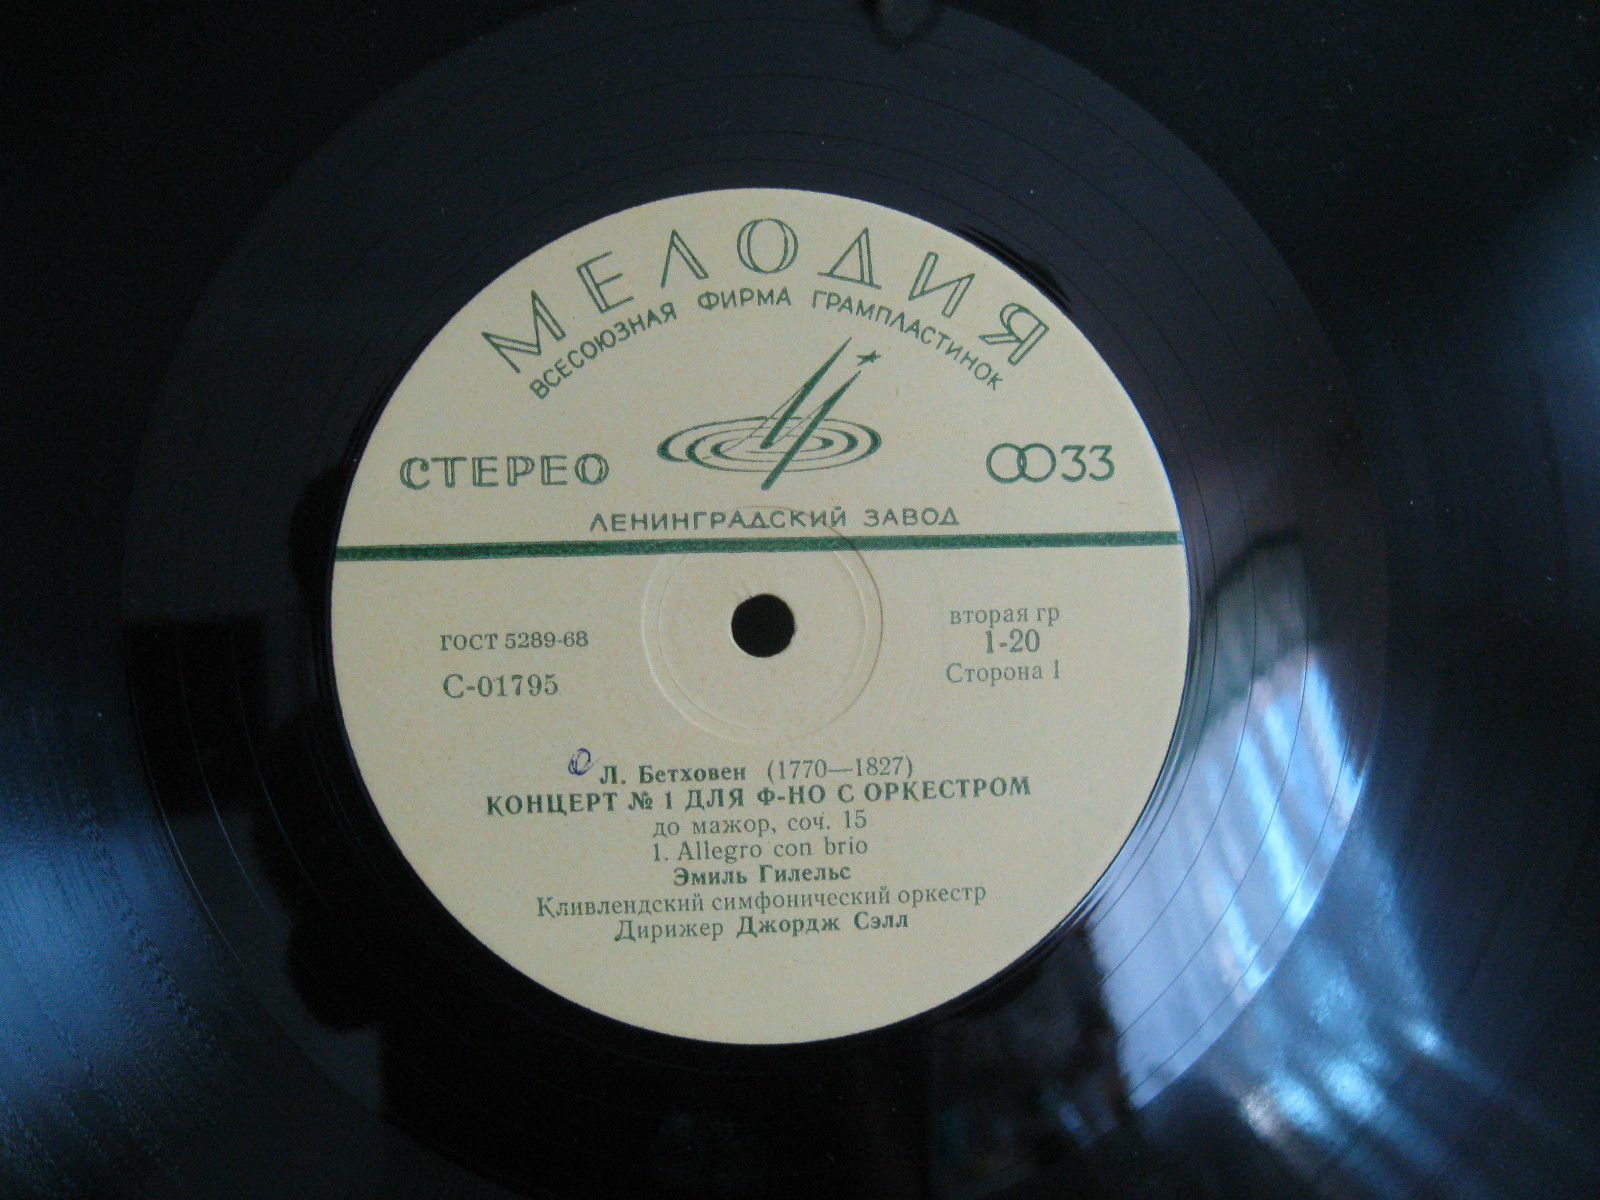 МЕЛОДИЯ
ВСЕСОЮЗНАЯ ФИРМА ГРАМПЛАСТИНОК
СТЕРЕО
33
ЛЕНИНГРАДСКИЙ ЗАВОД
ГОСТ 5289-68
С-01795
вторая гр
1-20
Сторона 1
Л. Бетховен (1770—1827)
КОНЦЕРТ № 1 ДЛЯ Ф-НО С ОРКЕСТРОМ
до мажор, соч. 15
1. Allegro con brio
Эмиль Гилельс
Кливлендский симфонический оркестр
Дирижер Джордж Сэлл